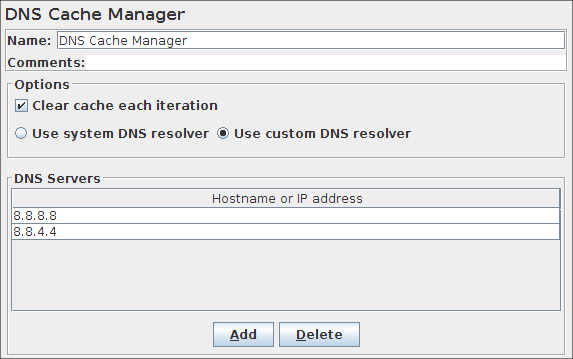 DNS Cache Manager
Name: DNS Cache Manager
Comments:
Options
Clear cache each iteration
Use system DNS resolver Use custom DNS resolver
DNS Servers
Hostname or IP address
8.8.8.8
8.8.4.4
Add Delete